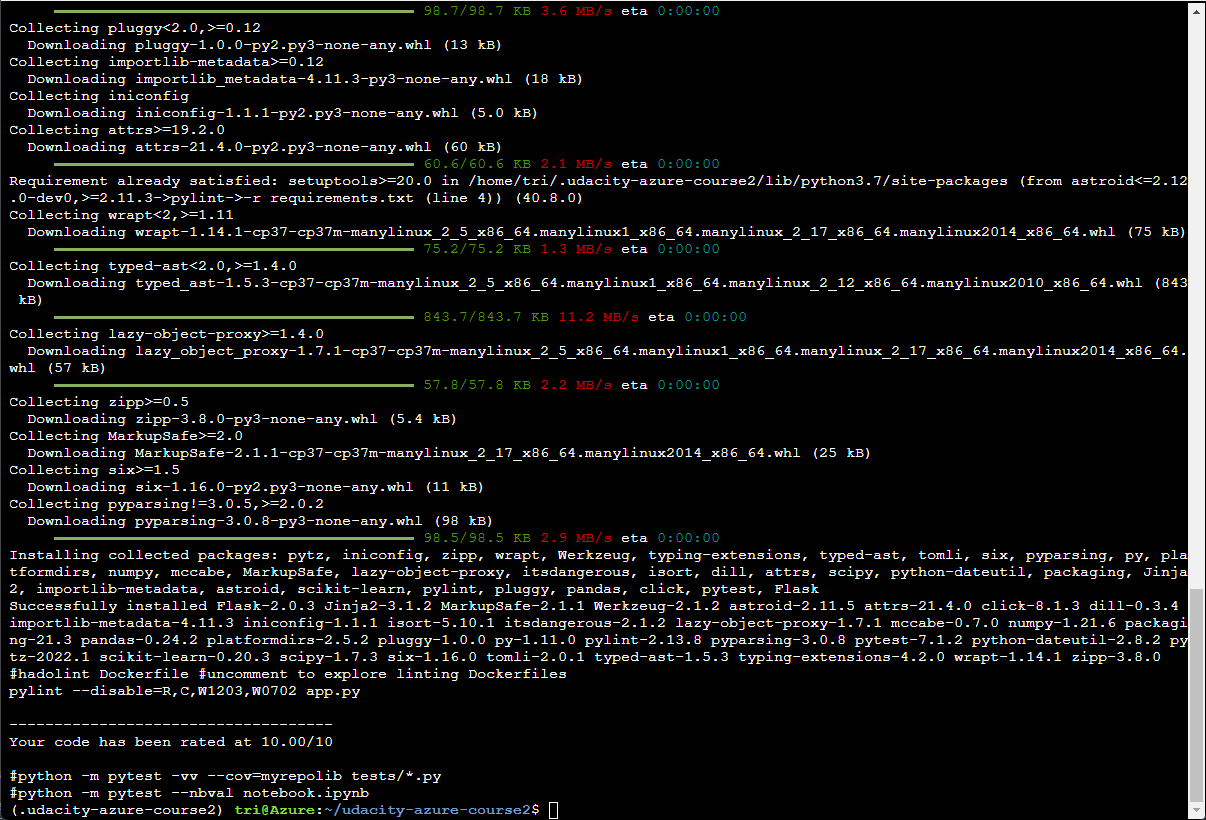 98.7/98.7 KB 3.6 MB/s eta 0:00:00
Collecting pluggy<2.0,>=0.12
  Downloading pluggy-1.0.0-py2.py3-none-any.whl (13 kB)
Collecting importlib-metadata>=0.12
  Downloading importlib_metadata-4.11.3-py3-none-any.whl (18 kB)
Collecting iniconfig
  Downloading iniconfig-1.1.1-py2.py3-none-any.whl (5.0 kB)
Collecting attrs>=19.2.0
  Downloading attrs-21.4.0-py2.py3-none-any.whl (60 kB)
60.6/60.6 KB 2.1 MB/s eta 0:00:00
Requirement already satisfied: setuptools>=20.0 in /home/tri/.udacity-azure-course2/lib/python3.7/site-packages (from astroid<=2.12
.0-dev0,>=2.11.3->pylint->-r requirements.txt (line 4)) (40.8.0)
Collecting wrapt<2,>=1.11
  Downloading wrapt-1.14.1-cp37-cp37m-manylinux_2_5_x86_64.manylinux1_x86_64.manylinux_2_17_x86_64.manylinux2014_x86_64.whl (75 kB)
75.2/75.2 KB 1.3 MB/s eta 0:00:00
Collecting typed-ast<2.0,>=1.4.0
  Downloading typed_ast-1.5.3-cp37-cp37m-manylinux_2_5_x86_64.manylinux1_x86_64.manylinux_2_12_x86_64.manylinux2010_x86_64.whl (843
 kB)
843.7/843.7 KB 11.2 MB/s eta 0:00:00
Collecting lazy-object-proxy>=1.4.0
  Downloading lazy_object_proxy-1.7.1-cp37-cp37m-manylinux_2_5_x86_64.manylinux1_x86_64.manylinux_2_17_x86_64.manylinux2014_x86_64.
whl (57 kB)
57.8/57.8 KB 2.2 MB/s eta 0:00:00
Collecting zipp>=0.5
  Downloading zipp-3.8.0-py3-none-any.whl (5.4 kB)
Collecting MarkupSafe>=2.0
  Downloading MarkupSafe-2.1.1-cp37-cp37m-manylinux_2_17_x86_64.manylinux2014_x86_64.whl (25 kB)
Collecting six>=1.5
  Downloading six-1.16.0-py2.py3-none-any.whl (11 kB)
Collecting pyparsing!=3.0.5,>=2.0.2
  Downloading pyparsing-3.0.8-py3-none-any.whl (98 kB)
98.5/98.5 KB 2.9 MB/s eta 0:00:00
Installing collected packages: pytz, iniconfig, zipp, wrapt, Werkzeug, typing-extensions, typed-ast, tomli, six, pyparsing, py, pla
tformdirs, numpy, mccabe, MarkupSafe, lazy-object-proxy, itsdangerous, isort, dill, attrs, scipy, python-dateutil, packaging, Jinja
2, importlib-metadata, astroid, scikit-learn, pylint, pluggy, pandas, click, pytest, Flask
Successfully installed Flask-2.0.3 Jinja2-3.1.2 MarkupSafe-2.1.1 Werkzeug-2.1.2 astroid-2.11.5 attrs-21.4.0 click-8.1.3 dill-0.3.4
importlib-metadata-4.11.3 iniconfig-1.1.1 isort-5.10.1 itsdangerous-2.1.2 lazy-object-proxy-1.7.1 mccabe-0.7.0 numpy-1.21.6 packagi
ng-21.3 pandas-0.24.2 platformdirs-2.5.2 pluggy-1.0.0 py-1.11.0 pylint-2.13.8 pyparsing-3.0.8 pytest-7.1.2 python-dateutil-2.8.2 py
tz-2022.1 scikit-learn-0.20.3 scipy-1.7.3 six-1.16.0 tomli-2.0.1 typed-ast-1.5.3 typing-extensions-4.2.0 wrapt-1.14.1 zipp-3.8.0
#hadolint Dockerfile #uncomment to explore linting Dockerfiles
pylint --disable=R,C,W1203,W0702 app.py
------------------------------------
Your code has been rated at 10.00/10
#python -m pytest -vv --cov=myrepolib tests/*.py
#python -m pytest --nbval notebook.ipynb
(.udacity-azure-course2) tri@Azure:~/udacity-azure-course2$